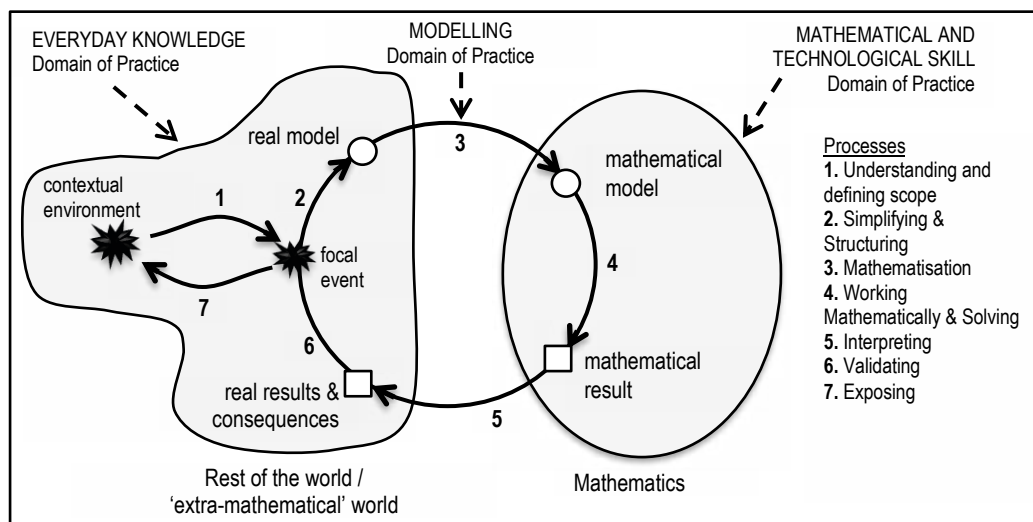 EVERYDAY KNOWLEDGE
Domain of Practice
MODELLING
Domain of Practice
MATHEMATICAL AND
TECHNOLOGICAL SKILL
Domain of Practice
real model
3
mathematical
model
contextual
environment
1
2
focal
event
7
4
6
real results &
consequences
5
mathematical
result
Rest of the world /
‘extra-mathematical’ world
Mathematics
Processes
1. Understanding and
defining scope
2. Simplifying &
Structuring
3. Mathematisation
4. Working
Mathematically & Solving
5. Interpreting
6. Validating
7. Exposing